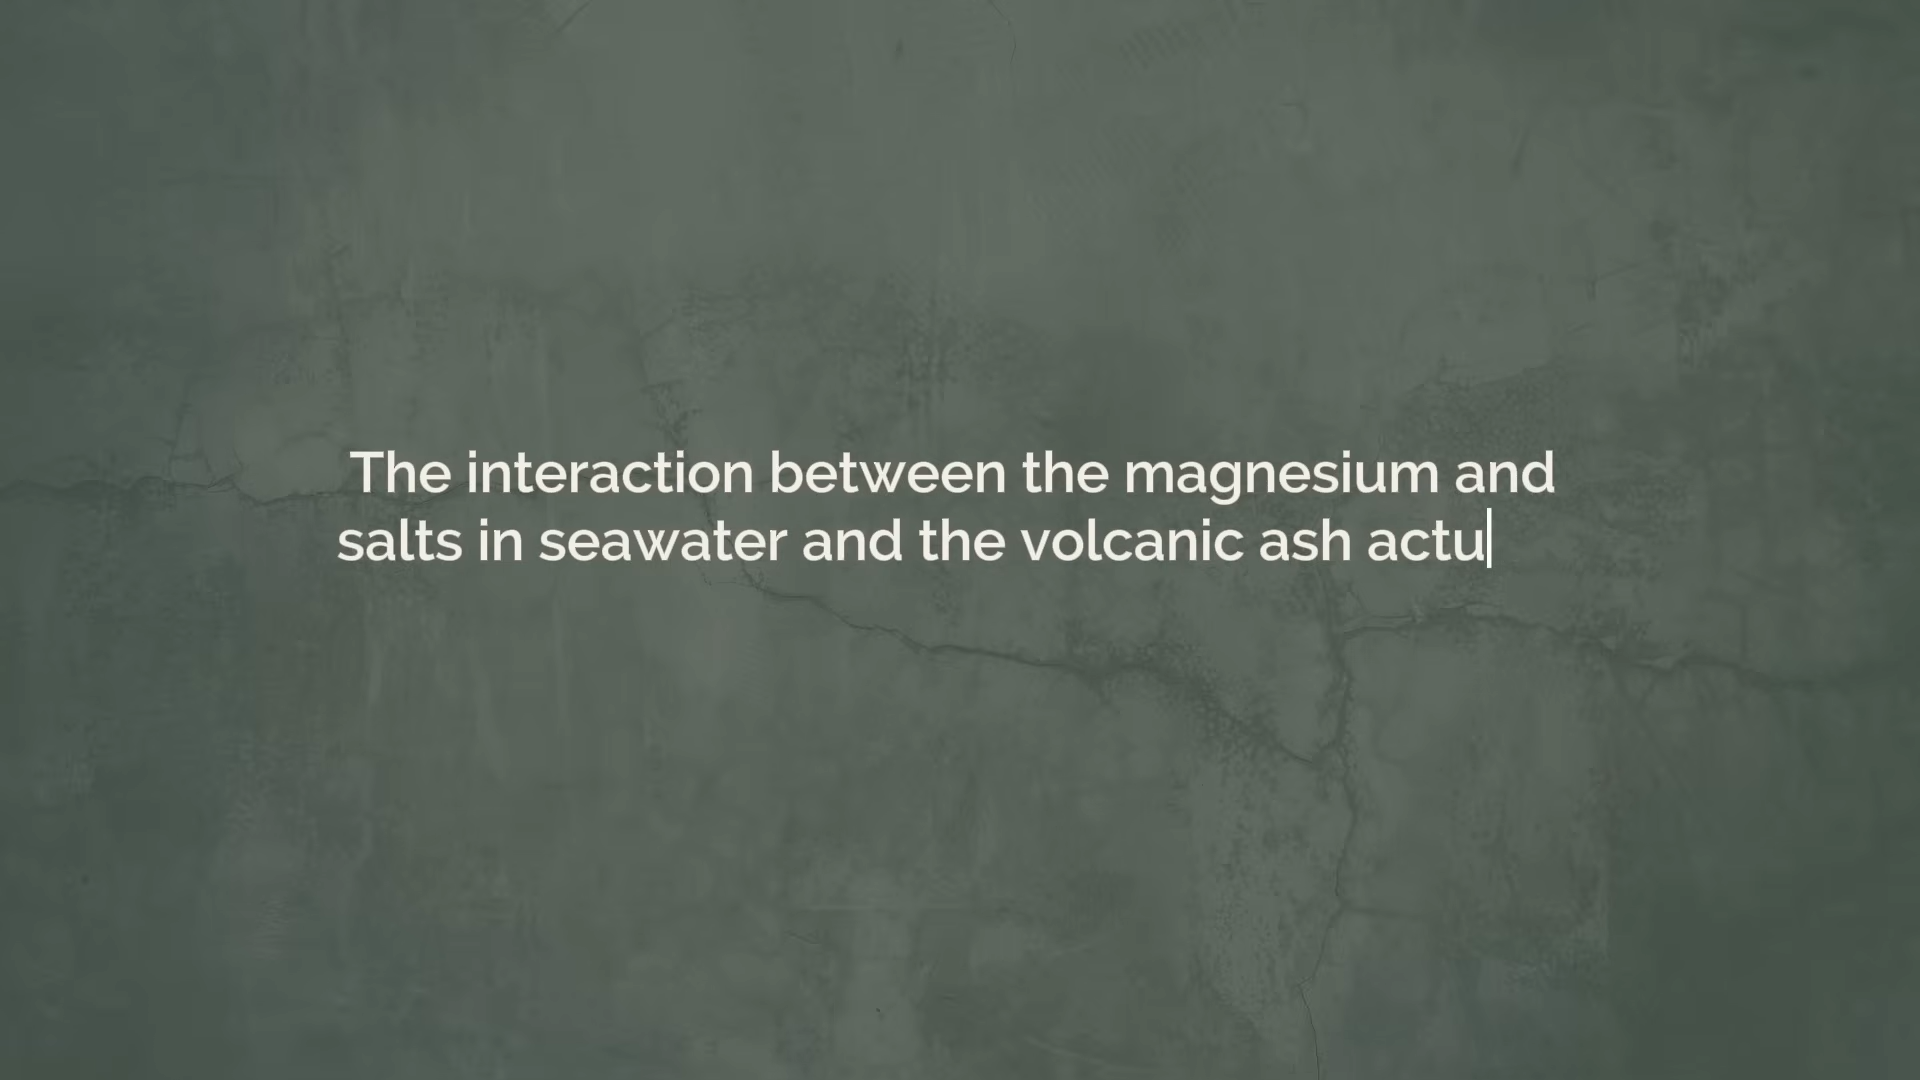 The interaction between the magnesium and
salts in seawater and the volcanic ash actu